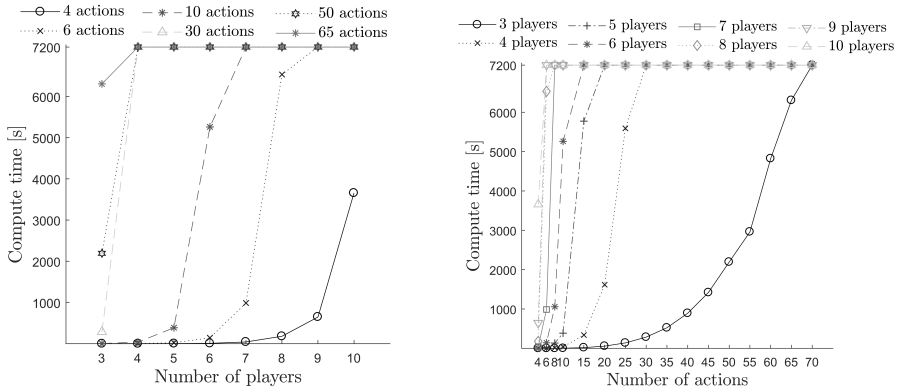 4 actions 10 actions 50 actions
6 actions 30 actions 65 actions
7200
6000
5000
4000
3000
2000
1000
3 4 5 6 7 8 9 10
Number of players
Compute time [s]
3 players 5 players 7 players 9 players
4 players 6 players 8 players 10 players
7200
6000
5000
4000
3000
2000
1000
4 6 8 10 15 20 25 30 35 40 45 50 55 60 65 70
Number of actions
Compute time [s]